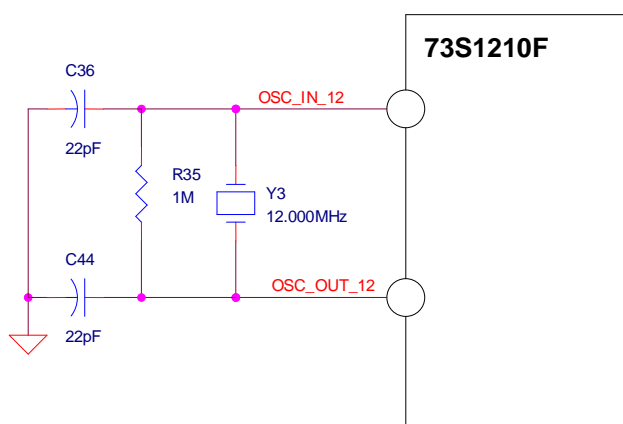 73S1210F
C36
22pF
OSC_IN_12
R35
1M
Y3
12.000MHz
C44
22pF
OSC_OUT_12